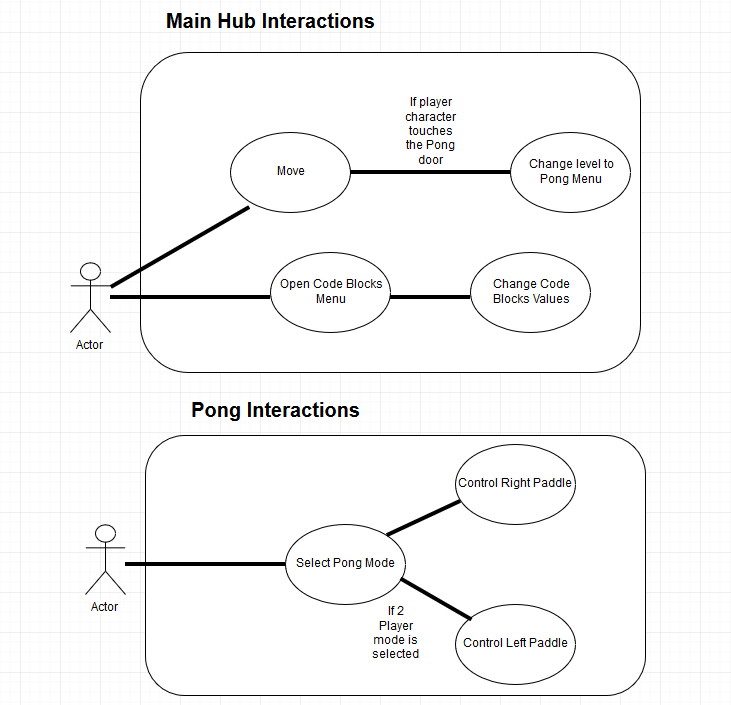 Main Hub Interactions
If player
character
touches
the Pong
door
Move
Change level to
Pong Menu
Open Code Blocks
Menu
Change Code
Blocks Values
Actor
Pong Interactions
Control Right Paddle
Select Pong Mode
Actor
If 2
Player
mode is
selected
Control Left Paddle